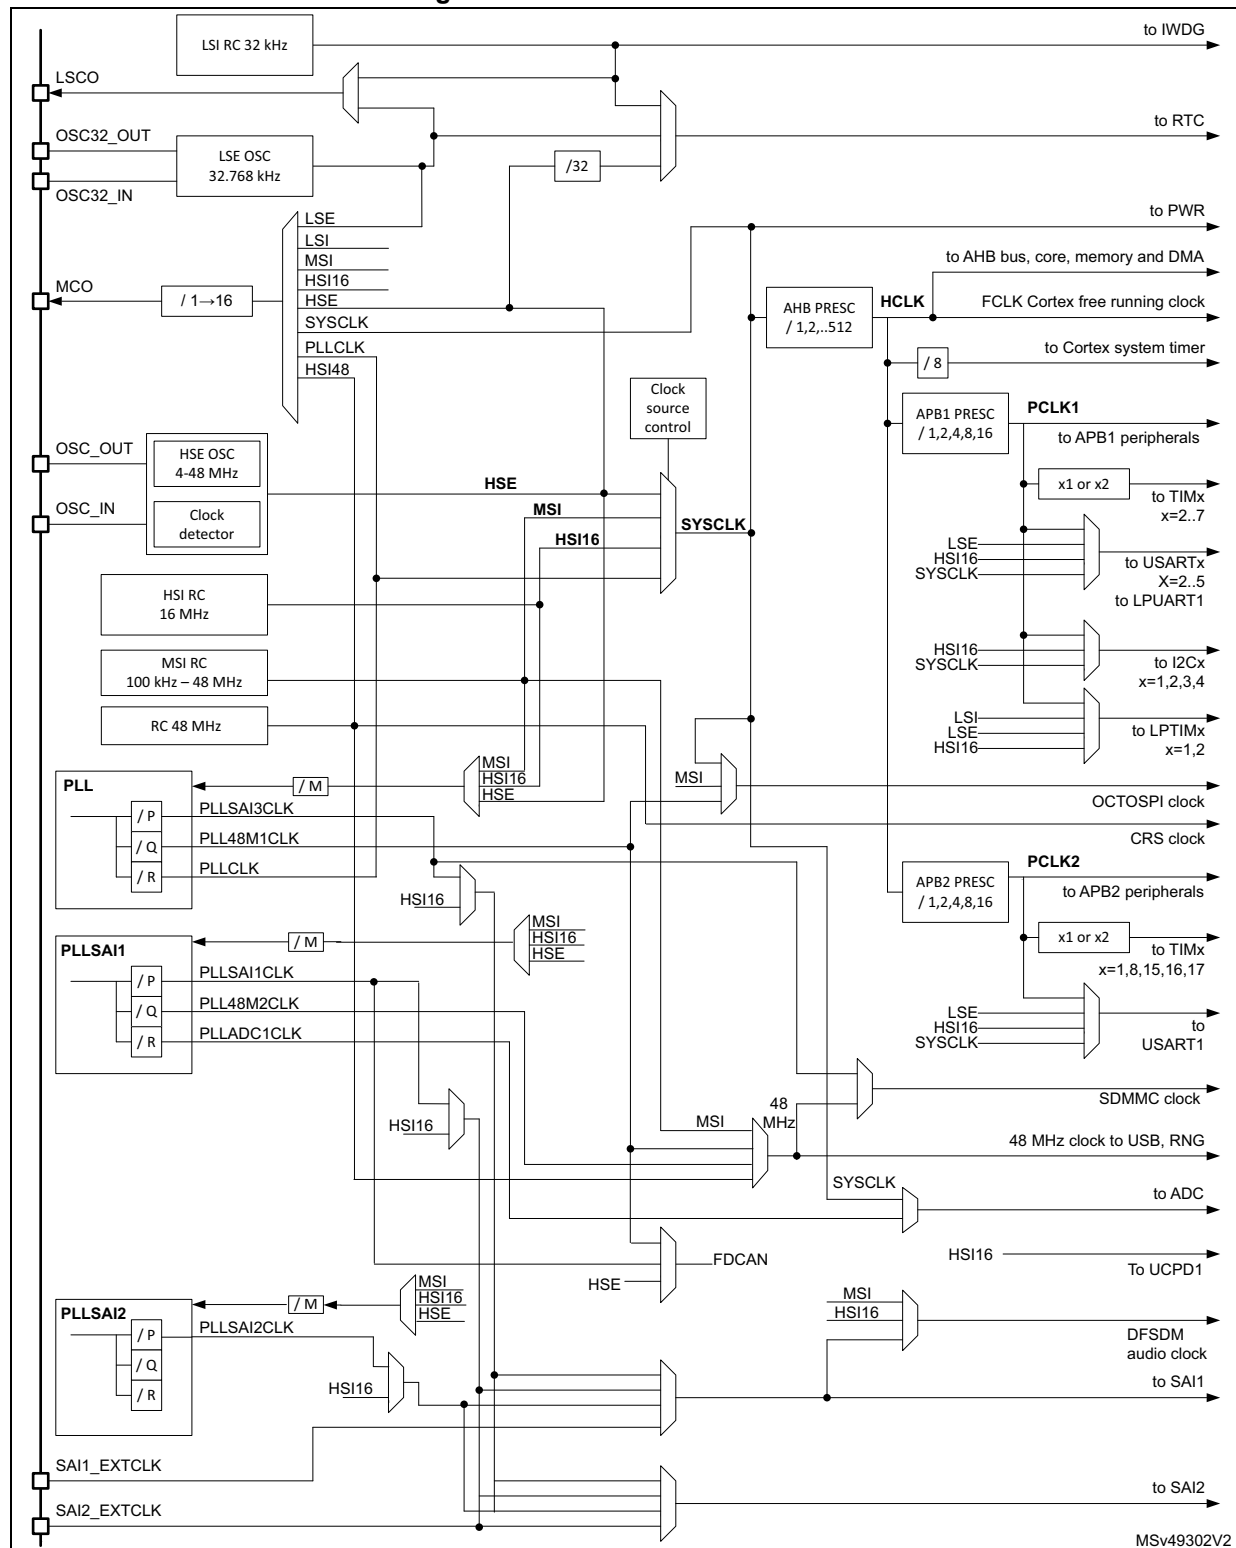 LSI RC 32 kHz
to IWDG
LSCO
OSC32_OUT
LSE OSC
32.768 kHz
OSC32_IN
/32
to RTC
LSE
LSI
MSI
HSI16
HSE
SYSCLK
PLLCLK
HSI48
MCO
/ 1→16
to PWR
to AHB bus, core, memory and DMA
AHB PRESC
/ 1,2,..512
HCLK
FCLK Cortex free running clock
to Cortex system timer
/ 8
Clock
source
control
APB1 PRESC
/ 1,2,4,8,16
PCLK1
to APB1 peripherals
x1 or x2
to TIMx
x=2..7
OSC_OUT
HSE OSC
4-48 MHz
OSC_IN
Clock
detector
HSE
MSI
HSI16
SYSCLK
LSE
HSI16
SYSCLK
to USARTx
X=2..5
to LPUART1
HSI RC
16 MHz
MSI RC
100 kHz – 48 MHz
RC 48 MHz
HSI16
SYSCLK
to I2Cx
x=1,2,3,4
LSI
LSE
HSI16
to LPTIMx
x=1,2
PLL
/ M
MSI
HSI16
HSE
MSI
OCTOSPI clock
/ P
PLLSAI3CLK
/ Q
PLL48M1CLK
/ R
PLLCLK
CRS clock
HSI16
APB2 PRESC
/ 1,2,4,8,16
PCLK2
to APB2 peripherals
x1 or x2
to TIMx
x=1,8,15,16,17
PLLSAI1
/ M
MSI
HSI16
HSE
/ P
PLLSAI1CLK
/ Q
PLL48M2CLK
/ R
PLLADC1CLK
LSE
HSI16
SYSCLK
to
USART1
HSI16
MSI
48
MHz
SDMMC clock
48 MHz clock to USB, RNG
SYSCLK
to ADC
FDCAN
HSE
HSI16
To UCPD1
PLLSAI2
/ M
MSI
HSI16
HSE
/ P
PLLSAI2CLK
/ Q
/ R
HSI16
MSI
HSI16
DFSDM
audio clock
to SAI1
SAI1_EXTCLK
SAI2_EXTCLK
to SAI2
MSv49302V2